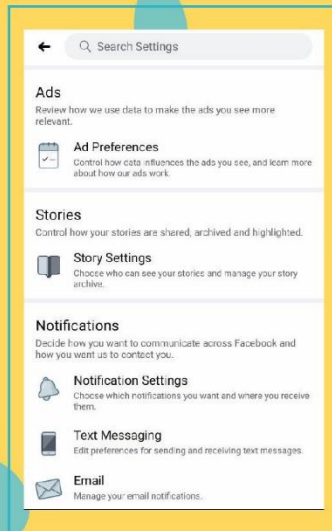 Search Settings
Ads
Review how we use data to make the ads you see more
relevant.
Ad Preferences
Control how data influences the ads you see, and learn more
about how our ads work.
Stories
Control how your stories are shared, archived and highlighted.
Story Settings
Choose who can see your stories and manage your story
archive.
Notifications
Decide how you want to communicate across Facebook and
how you want us to contact you.
Notification Settings
Choose which notifications you want and where you receive
them.
Text Messaging
Edit preferences for sending and receiving text messages.
Email
Manage your email notifications.